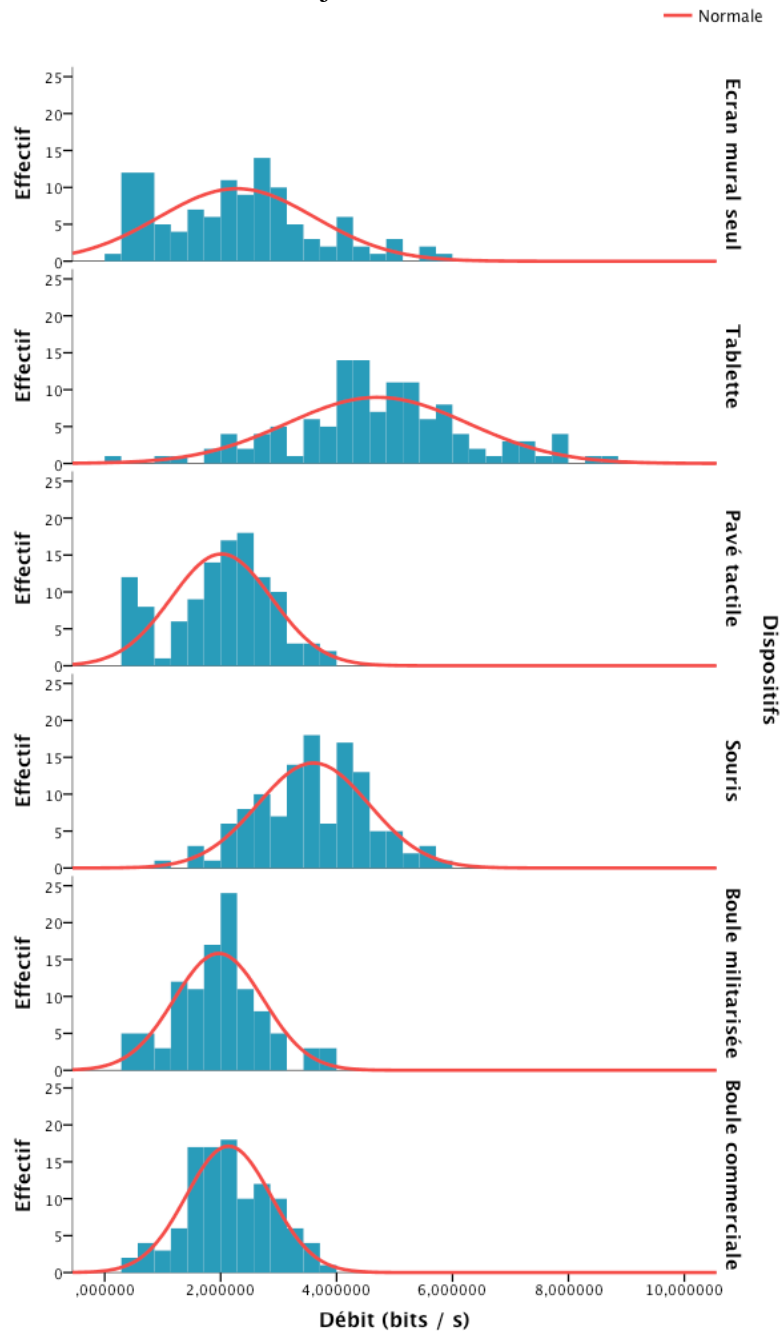 Normale
25
20
15
10
5
0
Effectif
Ecran mural seul
25
20
15
10
5
0
Effectif
Tablette
25
20
15
10
5
0
Effectif
Pavé tactile
25
20
15
10
5
0
Effectif
Souris
25
20
15
10
5
0
Effectif
Boule militarisée
25
20
15
10
5
0
Effectif
Boule commerciale
Dispositifs
,000000 2,000000 4,000000 6,000000 8,000000 10,000000
Débit (bits / s)